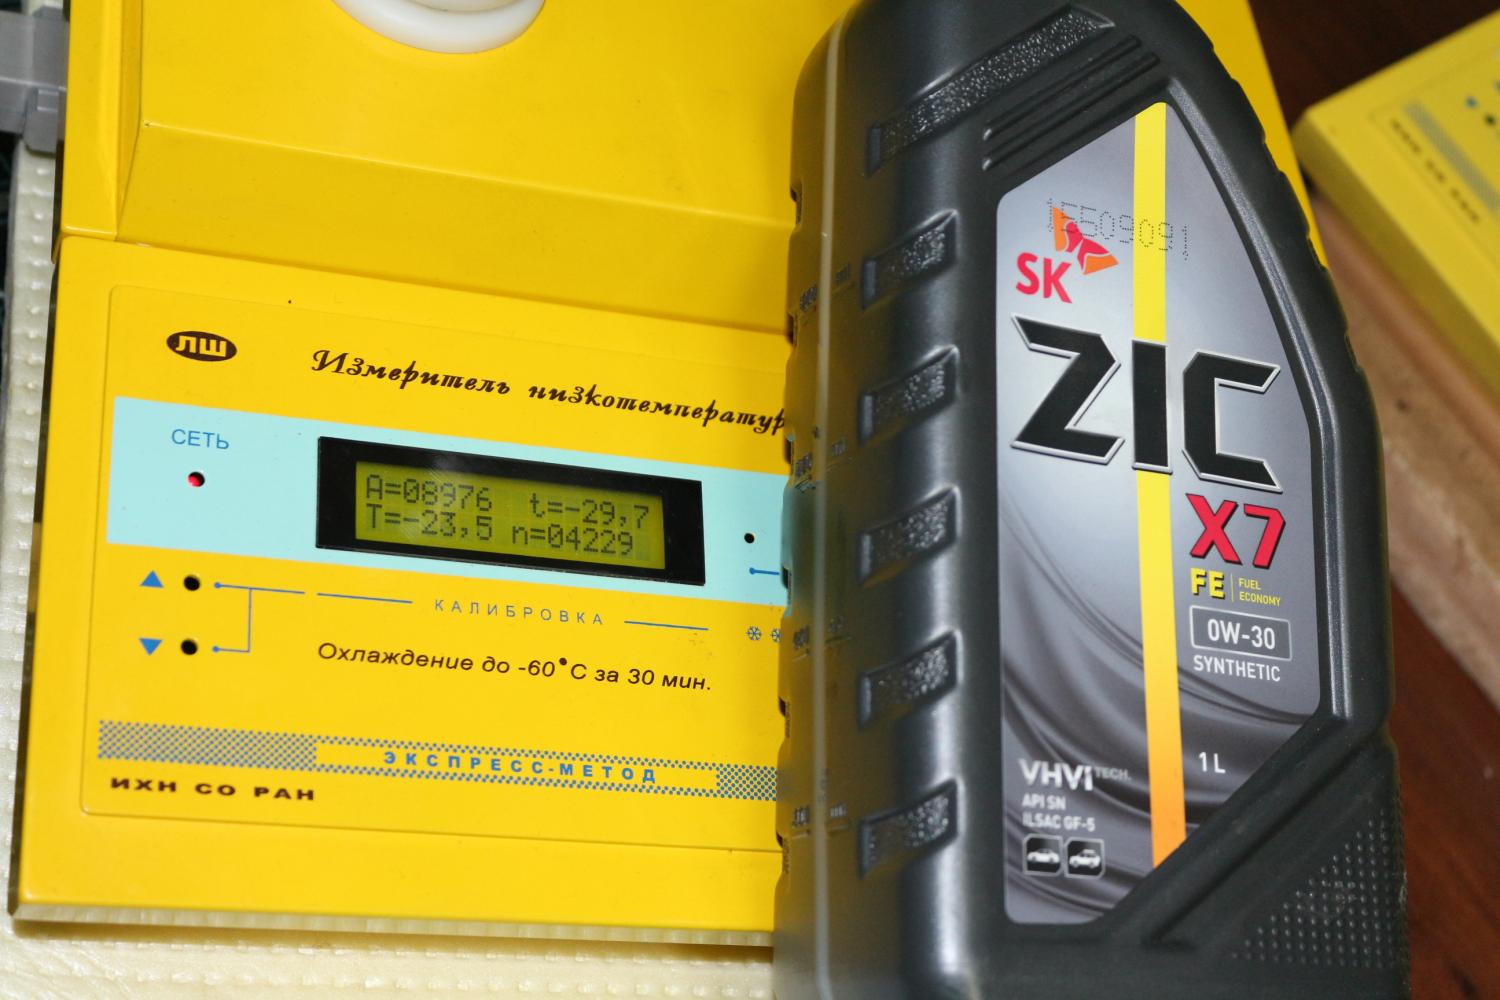 ЛШ
Измеритель низкотемператур
СЕТЬ
A=08976 t=-29,7
T=-23,5 n=04229
КАЛИБРОВКА
Охлаждение до -60°С за 30 мин.
ЭКСПРЕСС-МЕТОД
ИХН СО РАН
15509091
SK
ZIC
X7
FE FUEL
ECONOMY
0W-30
SYNTHETIC
1 L
VHVI TECH.
API SN
ILSAC GF-5